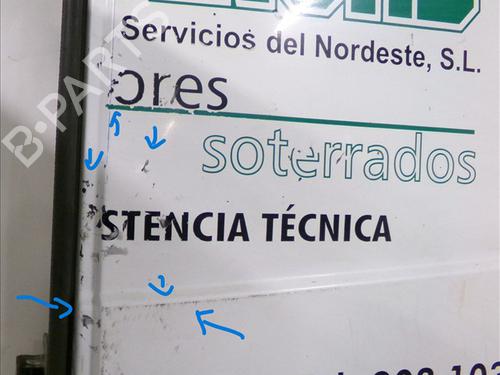 Servicios del Nordeste, S.L.
ores
soterrados
STENCIA TÉCNICA
B-PARTS